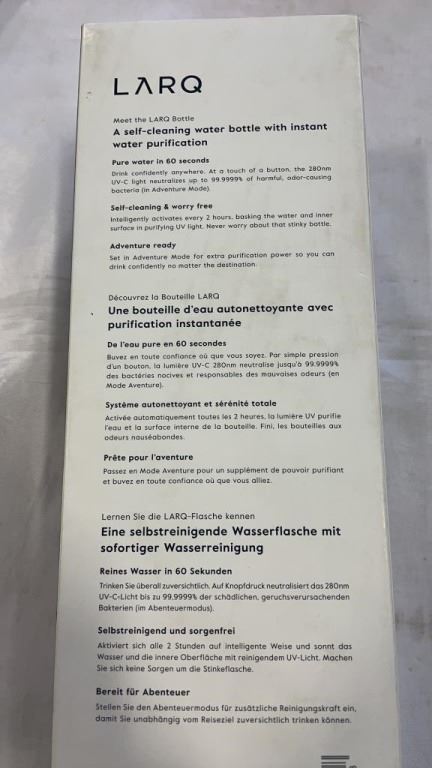 LARQ
Meet the LARQ Bottle
A self-cleaning water bottle with instant
water purification
Pure water in 60 seconds
Drink confidently anywhere. At a touch of a button, the 280nm
UV-C light neutralizes up to 99.9999% of harmful, odor-causing
bacteria (in Adventure Mode).
Self-cleaning & worry free
Intelligently activates every 2 hours, basking the water and inner
surface in purifying UV light. Never worry about that stinky bottle.
Adventure ready
Set in Adventure Mode for extra purification power so you can
drink confidently no matter the destination.
Découvrez la Bouteille LARQ
Une bouteille d'eau autonettoyante avec
purification instantanée
De l'eau pure en 60 secondes
Buvez en toute confiance où que vous soyez. Par simple pression
d'un bouton, la lumière UV-C 280nm neutralise jusqu'à 99.9999%
des bactéries nocives et responsables des mauvaises odeurs (en
Mode Aventure).
Système autonettoyant et sérénité totale
Activée automatiquement toutes les 2 heures, la lumière UV purifie
l'eau et la surface interne de la bouteille. Fini, les bouteilles aux
odeurs nauséabondes.
Prête pour l'aventure
Passez en Mode Aventure pour un supplément de pouvoir purifiant
et buvez en toute confiance où que vous alliez.
Lernen Sie die LARQ-Flasche kennen
Eine selbstreinigende Wasserflasche mit
sofortiger Wasserreinigung
Reines Wasser in 60 Sekunden
Trinken Sie überall zuversichtlich. Auf Knopfdruck neutralisiert das 280nm
UV-C-Licht bis zu 99.9999% der schädlichen, geruchsverursachenden
Bakterien (im Abenteuermodus).
Selbstreinigend und sorgenfrei
Aktiviert sich alle 2 Stunden auf intelligente Weise und sonnt das
Wasser und die innere Oberfläche mit reinigendem UV-Licht. Machen
Sie sich keine Sorgen um die Stinkeflasche.
Bereit für Abenteuer
Stellen Sie den Abenteuermodus für zusätzliche Reinigungskraft ein,
damit Sie unabhängig vom Reiseziel zuversichtlich trinken können.